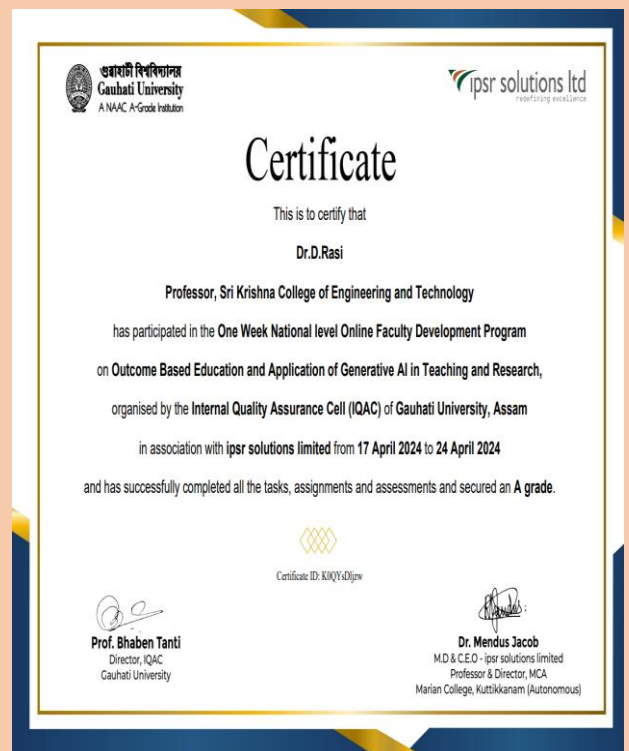 গুৱাহাটী বিশ্ববিদ্যালয়
Gauhati University
A NAAC A-Grade Institution
ipsr solutions ltd
redefining excellence
Certificate
This is to certify that
Dr.D.Rasi
Professor, Sri Krishna College of Engineering and Technology
has participated in the One Week National level Online Faculty Development Program
on Outcome Based Education and Application of Generative AI in Teaching and Research,
organised by the Internal Quality Assurance Cell (IQAC) of Gauhati University, Assam
in association with ipsr solutions limited from 17 April 2024 to 24 April 2024
and has successfully completed all the tasks, assignments and assessments and secured an A grade.
Certificate ID: K0QYsDljzw
Prof. Bhaben Tanti
Director, IQAC
Gauhati University
Dr. Mendus Jacob
M.D & C.E.O - ipsr solutions limited
Professor & Director, MCA
Marian College, Kuttikkanam (Autonomous)